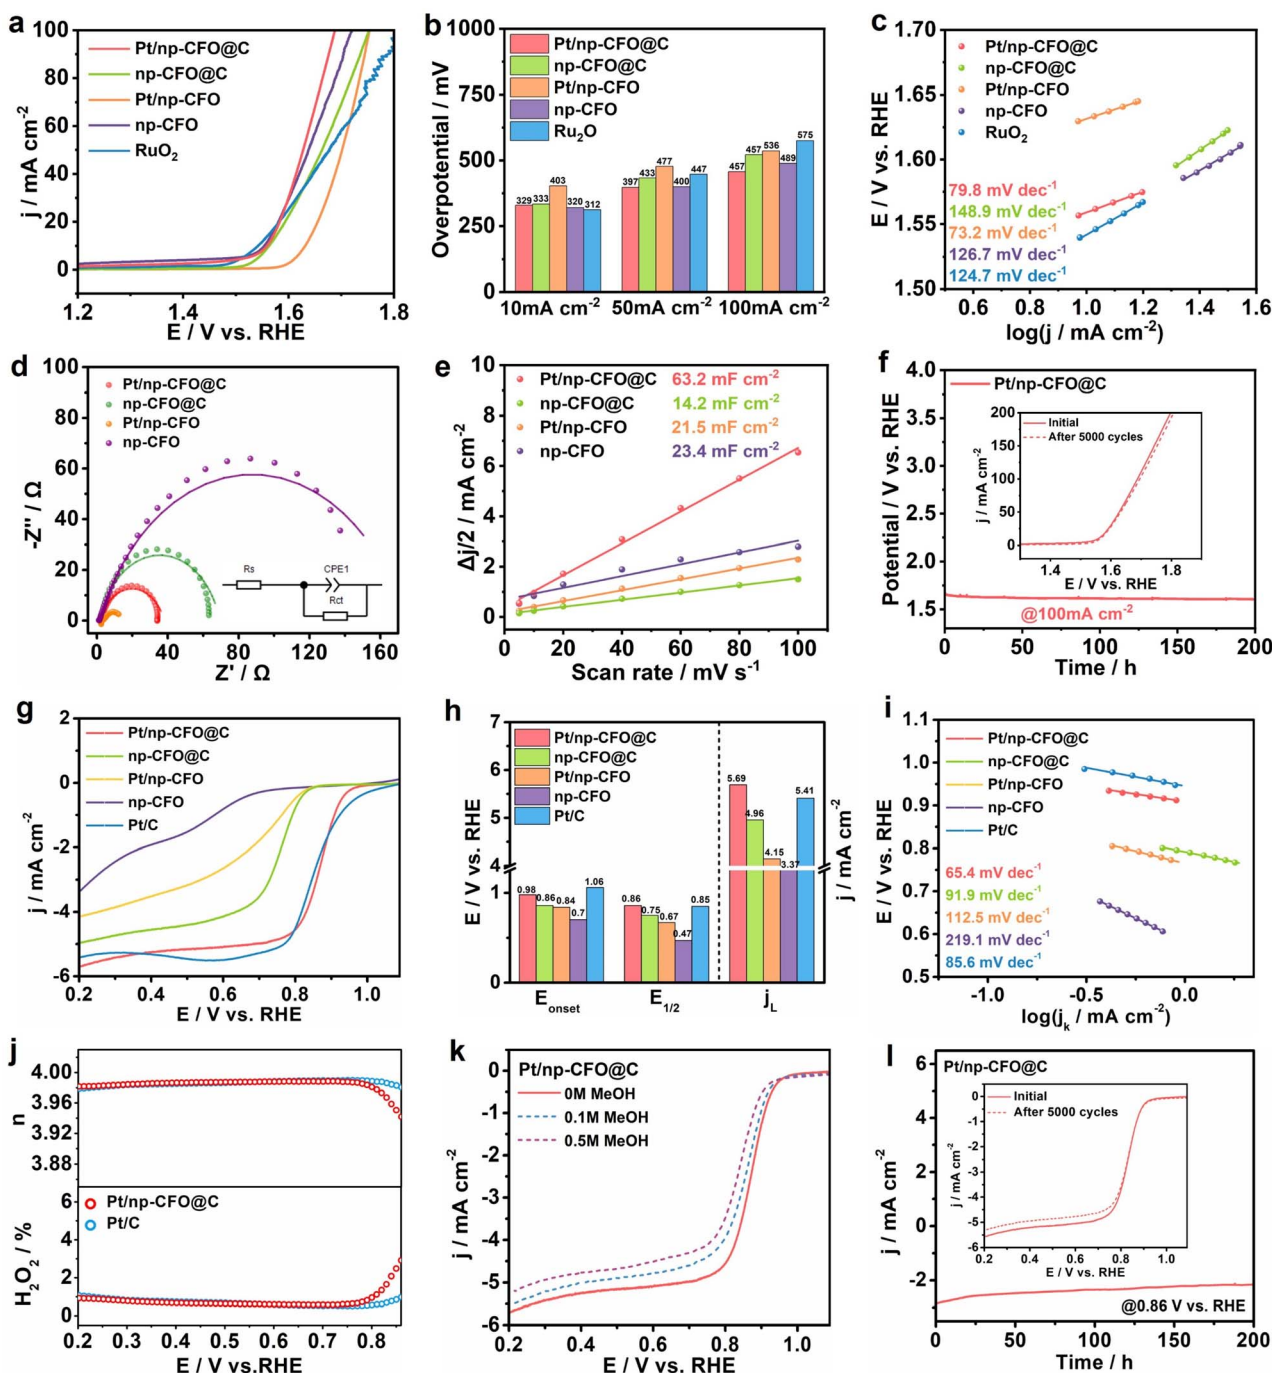 a
100
80
60
40
20
0
j / mA cm⁻²
Pt/np-CFO@C
np-CFO@C
Pt/np-CFO
np-CFO
RuO₂
1.2 1.4 1.6 1.8
E / V vs. RHE
b
1000
750
500
250
0
Overpotential / mV
Pt/np-CFO@C
np-CFO@C
Pt/np-CFO
np-CFO
Ru₂O
329 333 403 320 312
397 433 477 400 447
457 457 536 489 575
10mA cm⁻² 50mA cm⁻² 100mA cm⁻²
c
1.70
1.65
1.60
1.55
1.50
E / V vs. RHE
Pt/np-CFO@C
np-CFO@C
Pt/np-CFO
np-CFO
RuO₂
79.8 mV dec⁻¹
148.9 mV dec⁻¹
73.2 mV dec⁻¹
126.7 mV dec⁻¹
124.7 mV dec⁻¹
0.6 0.8 1.0 1.2 1.4 1.6
log(j / mA cm⁻²)
d
100
80
60
40
20
0
-Z'' / Ω
Pt/np-CFO@C
np-CFO@C
Pt/np-CFO
np-CFO
Rs
CPE1
Rct
0 40 80 120 160
Z' / Ω
e
10
8
6
4
2
0
Δj/2 / mA cm⁻²
Pt/np-CFO@C 63.2 mF cm⁻²
np-CFO@C 14.2 mF cm⁻²
Pt/np-CFO 21.5 mF cm⁻²
np-CFO 23.4 mF cm⁻²
0 20 40 60 80 100
Scan rate / mV s⁻¹
f
4.0
3.5
3.0
2.5
2.0
1.5
Potential / V vs. RHE
Pt/np-CFO@C
200
150
100
50
0
j / mA cm⁻²
Initial
After 5000 cycles
1.4 1.6 1.8
E / V vs. RHE
@100mA cm⁻²
0 50 100 150 200
Time / h
g
2
0
-2
-4
-6
j / mA cm⁻²
Pt/np-CFO@C
np-CFO@C
Pt/np-CFO
np-CFO
Pt/C
0.2 0.4 0.6 0.8 1.0
E / V vs. RHE
h
7
6
5
4
1
0
E / V vs. RHE
Pt/np-CFO@C
np-CFO@C
Pt/np-CFO
np-CFO
Pt/C
0.98 0.86 0.84 0.7 1.06
0.86 0.75 0.67 0.47 0.85
5.69 4.96 4.15 3.37 5.41
E_onset E_1/2 j_L
j / mA cm⁻²
i
1.1
1.0
0.9
0.8
0.7
0.6
0.5
E / V vs. RHE
Pt/np-CFO@C
np-CFO@C
Pt/np-CFO
np-CFO
Pt/C
65.4 mV dec⁻¹
91.9 mV dec⁻¹
112.5 mV dec⁻¹
219.1 mV dec⁻¹
85.6 mV dec⁻¹
-1.0 -0.5 0.0
log(jₖ / mA cm⁻²)
j
4.00
3.96
3.92
3.88
n
6
4
2
0
H₂O₂ / %
Pt/np-CFO@C
Pt/C
0.2 0.3 0.4 0.5 0.6 0.7 0.8
E / V vs.RHE
k
0
-1
-2
-3
-4
-5
-6
j / mA cm⁻²
Pt/np-CFO@C
0M MeOH
0.1M MeOH
0.5M MeOH
0.2 0.4 0.6 0.8 1.0
E / V vs. RHE
l
6
4
2
0
-2
j / mA cm⁻²
Pt/np-CFO@C
0
-1
-2
-3
-4
-5
-6
j / mA cm⁻²
Initial
After 5000 cycles
0.2 0.4 0.6 0.8 1.0
E / V vs. RHE
@0.86 V vs. RHE
0 50 100 150 200
Time / h